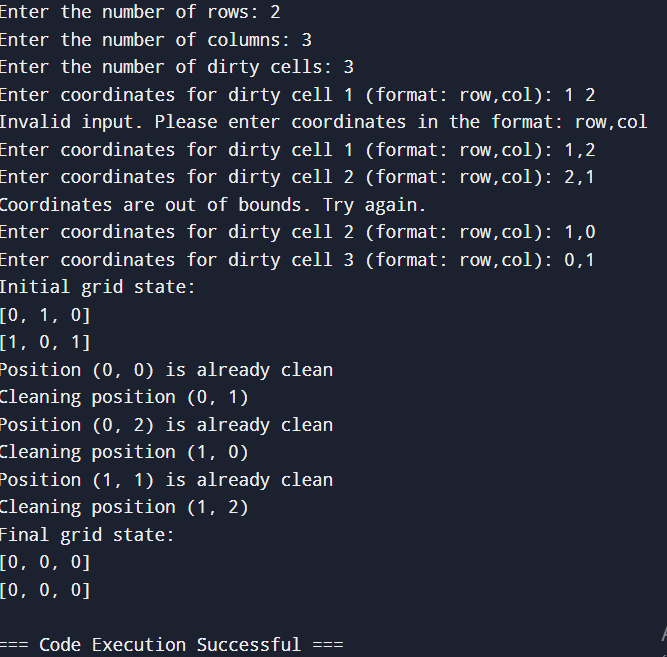 Enter the number of rows: 2
Enter the number of columns: 3
Enter the number of dirty cells: 3
Enter coordinates for dirty cell 1 (format: row,col): 1 2
Invalid input. Please enter coordinates in the format: row,col
Enter coordinates for dirty cell 1 (format: row,col): 1,2
Enter coordinates for dirty cell 2 (format: row,col): 2,1
Coordinates are out of bounds. Try again.
Enter coordinates for dirty cell 2 (format: row,col): 1,0
Enter coordinates for dirty cell 3 (format: row,col): 0,1
Initial grid state:
[0, 1, 0]
[1, 0, 1]
Position (0, 0) is already clean
Cleaning position (0, 1)
Position (0, 2) is already clean
Cleaning position (1, 0)
Position (1, 1) is already clean
Cleaning position (1, 2)
Final grid state:
[0, 0, 0]
[0, 0, 0]
=== Code Execution Successful ===